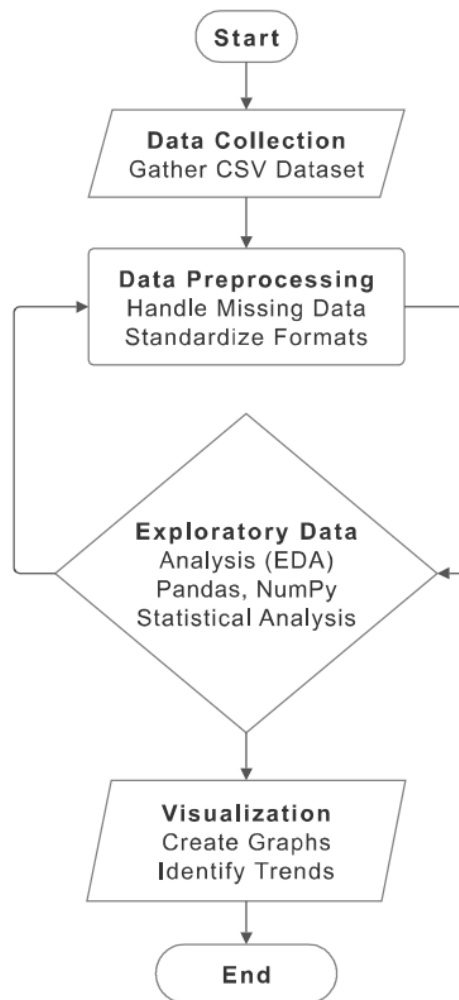 Start
Data Collection
Gather CSV Dataset
Data Preprocessing
Handle Missing Data
Standardize Formats
Exploratory Data
Analysis (EDA)
Pandas, NumPy
Statistical Analysis
Visualization
Create Graphs
Identify Trends
End